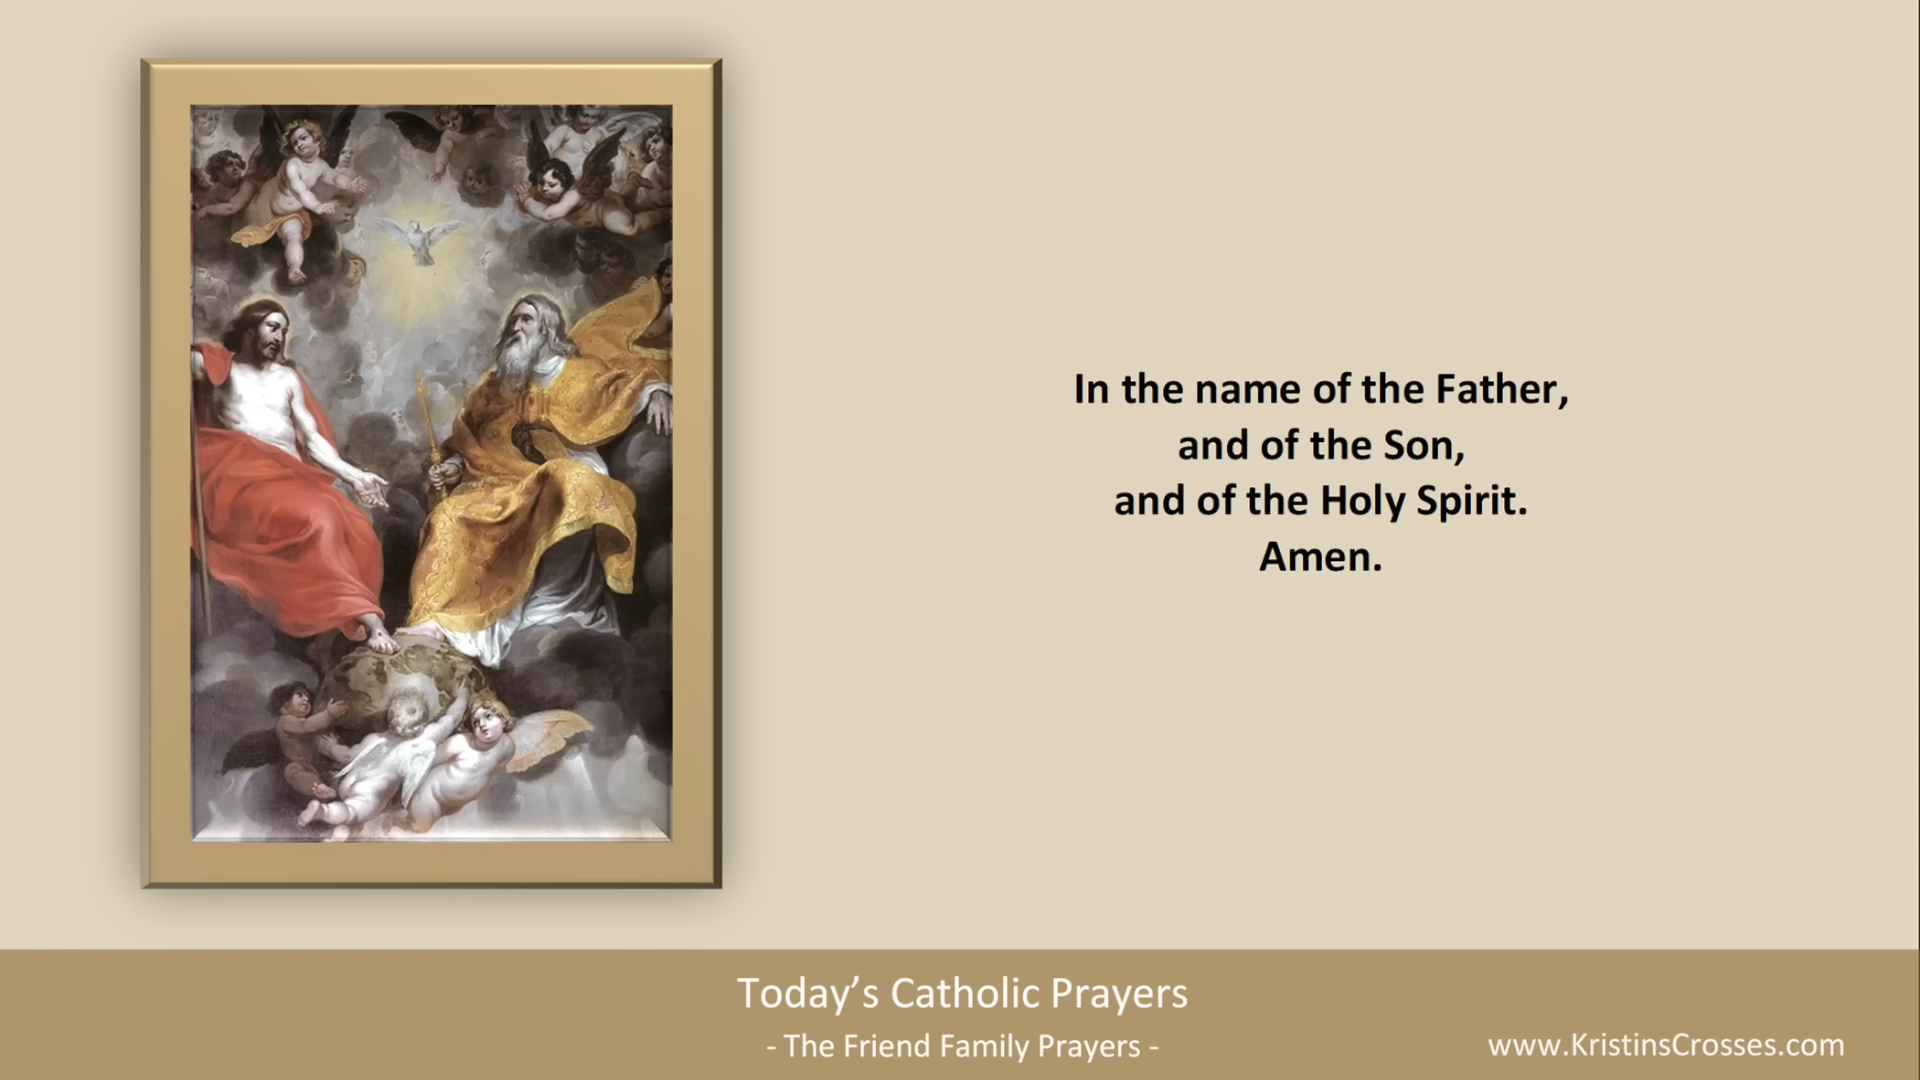 In the name of the Father,
and of the Son,
and of the Holy Spirit.
Amen.
Today’s Catholic Prayers
- The Friend Family Prayers -
www.KristinsCrosses.com